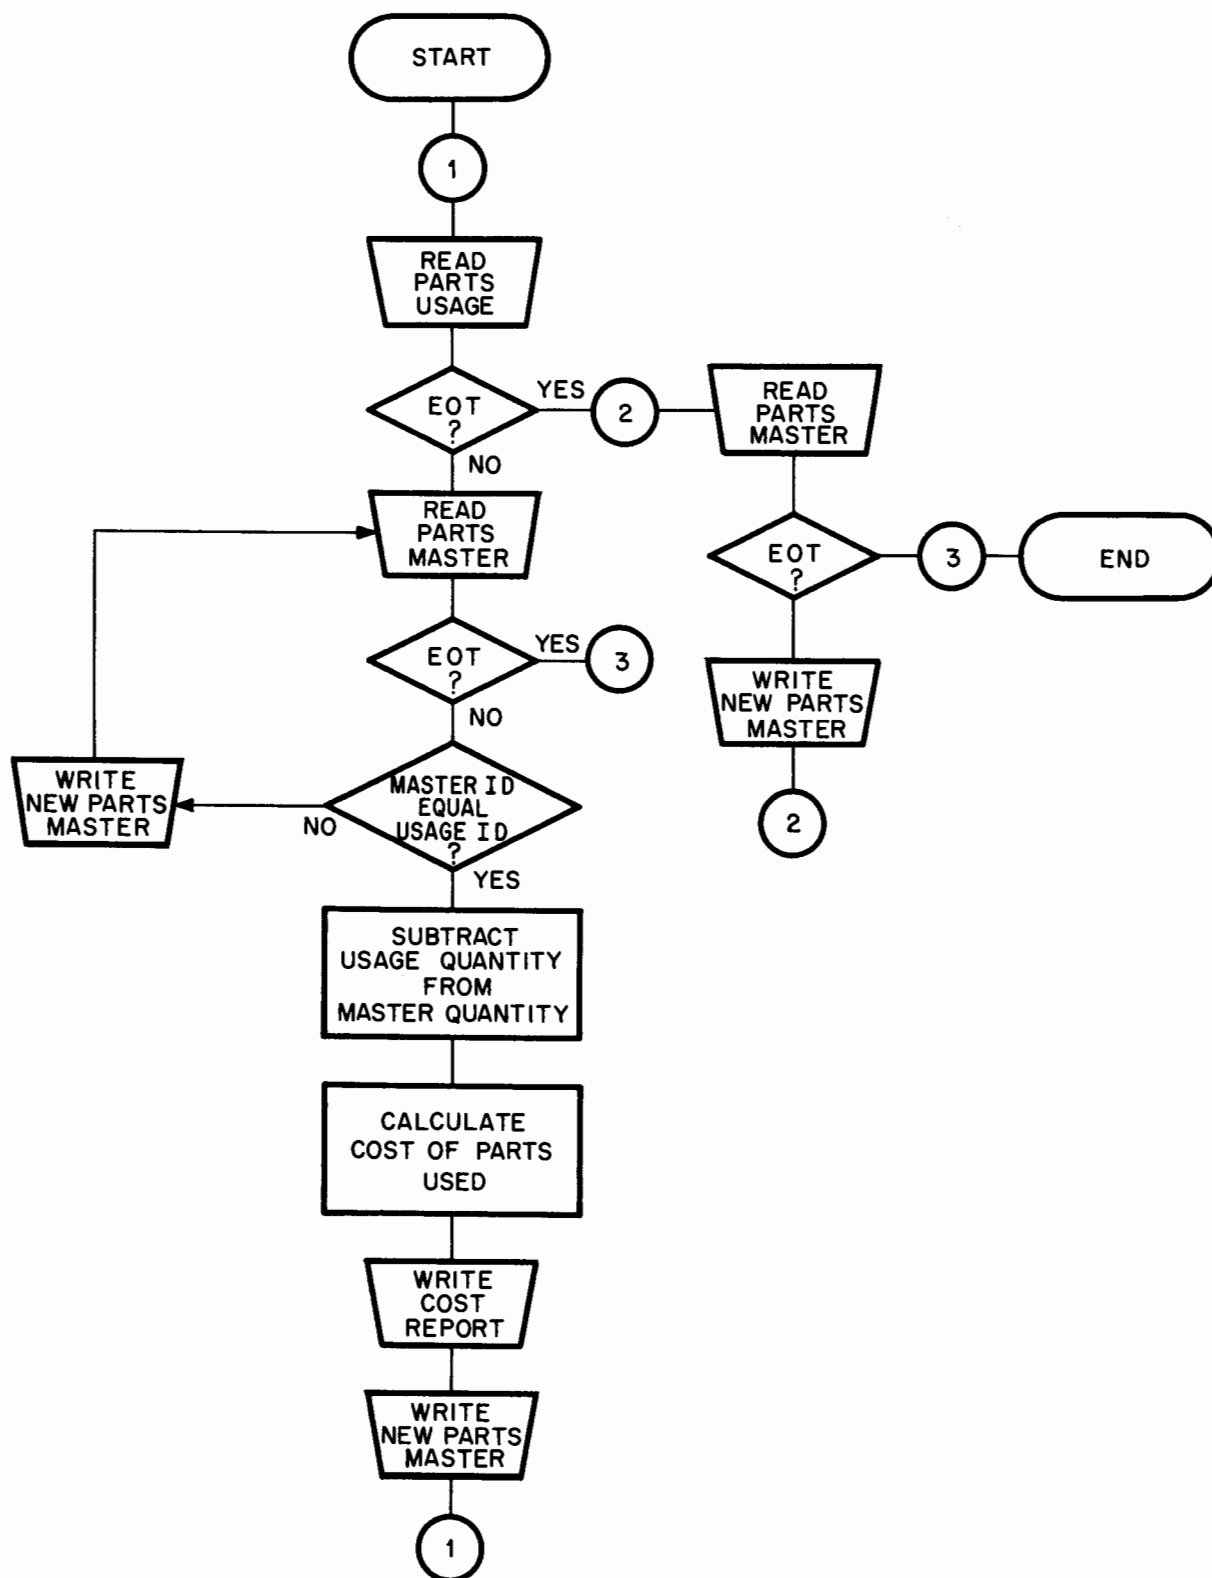 START
1
READ
PARTS
USAGE
EOT
?
YES
2
READ
PARTS
MASTER
NO
READ
PARTS
MASTER
EOT
?
3
END
EOT
?
YES
3
NO
WRITE
NEW PARTS
MASTER
2
MASTER ID
EQUAL
USAGE ID
?
NO
WRITE
NEW PARTS
MASTER
YES
SUBTRACT
USAGE QUANTITY
FROM
MASTER QUANTITY
CALCULATE
COST OF PARTS
USED
WRITE
COST
REPORT
WRITE
NEW PARTS
MASTER
1